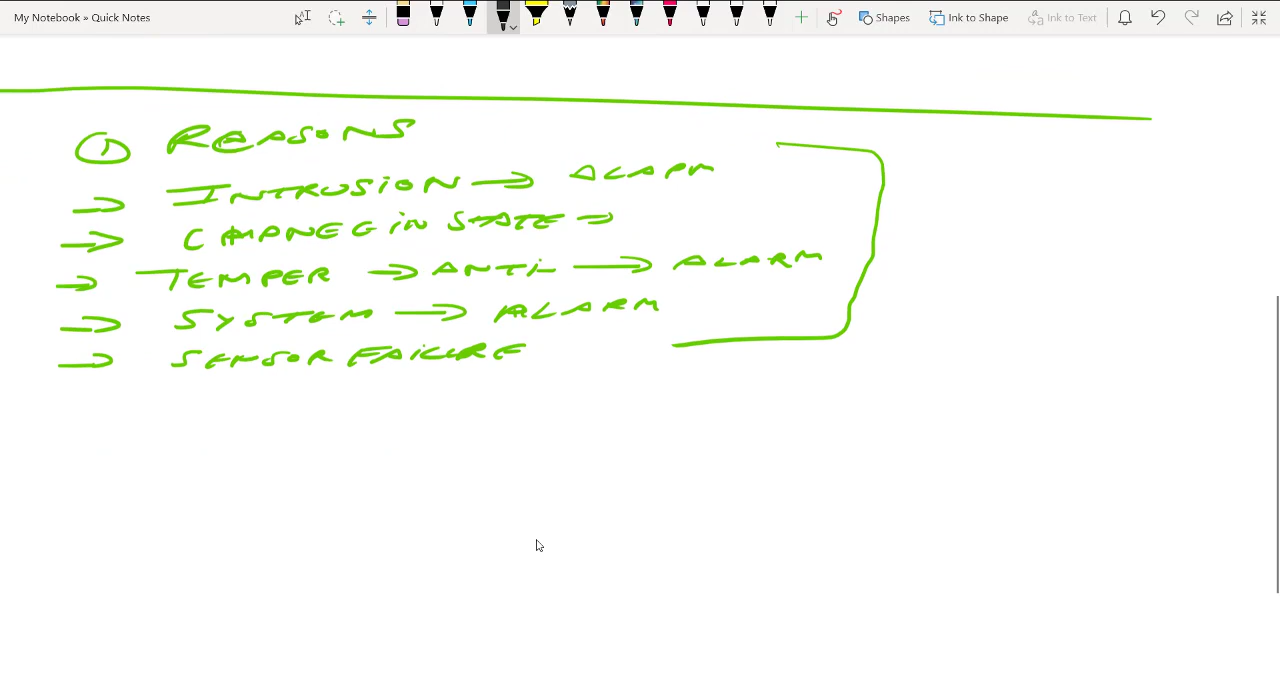 My Notebook » Quick Notes
Shapes
Ink to Shape
Ink to Text
1 REASONS
→ INTRUSION → ALARM
→ CHANEG IN STATE →
→ TEMPER → ANTI → ALARM
→ SYSTEM → ALARM
→ SENSOR FAILURE